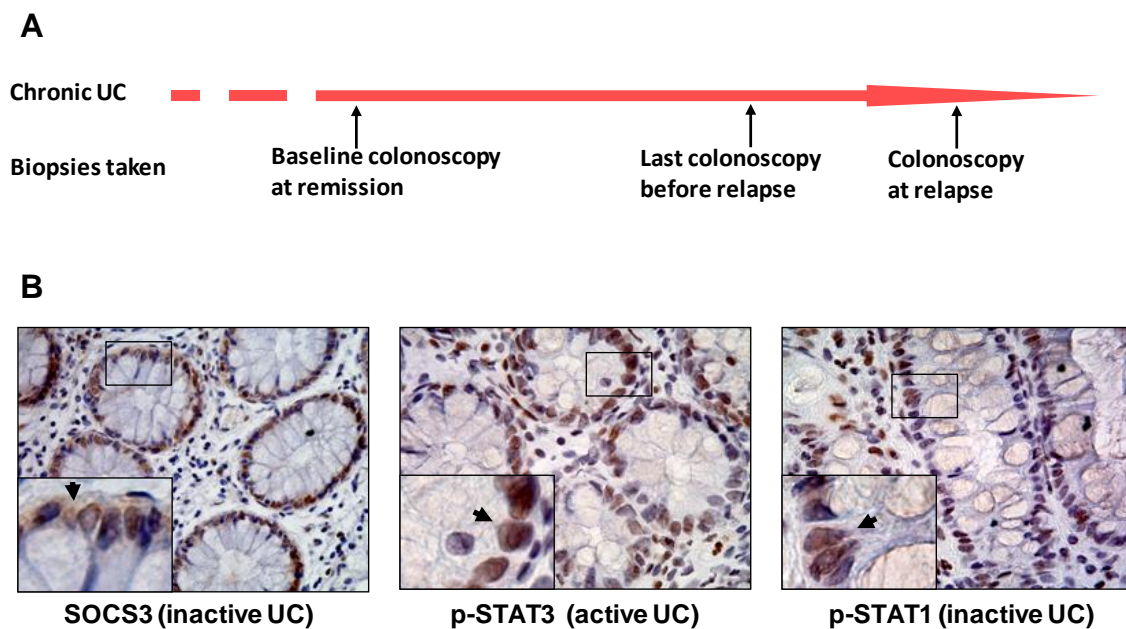 A
Chronic UC
Biopsies taken
Baseline colonoscopy
at remission
Last colonoscopy
before relapse
Colonoscopy
at relapse
B
SOCS3 (inactive UC)
p-STAT3 (active UC)
p-STAT1 (inactive UC)